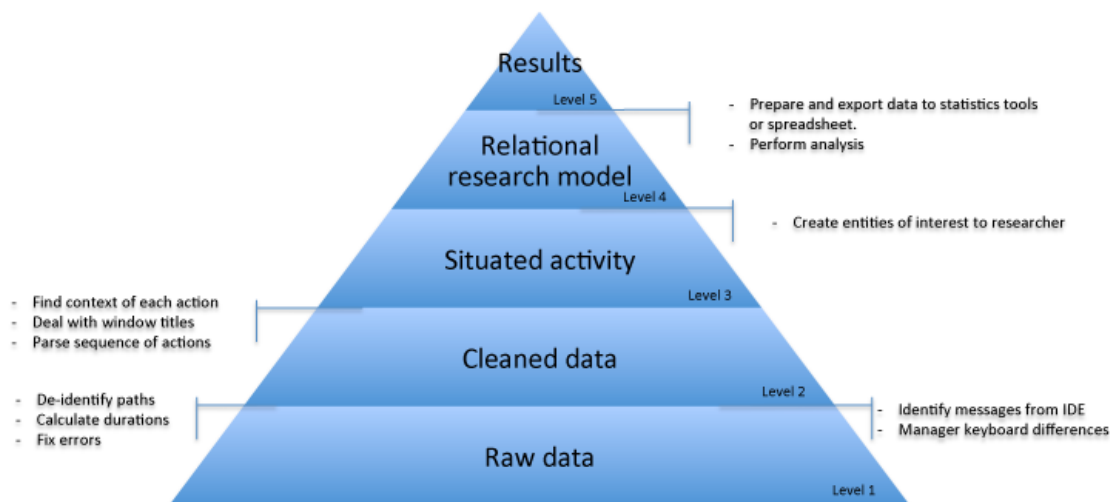 Results
Level 5
- Prepare and export data to statistics tools
or spreadsheet.
- Perform analysis
Relational
research model
Level 4
- Create entities of interest to researcher
Situated activity
Level 3
- Find context of each action
- Deal with window titles
- Parse sequence of actions
Cleaned data
Level 2
- De-identify paths
- Calculate durations
- Fix errors
- Identify messages from IDE
- Manager keyboard differences
Raw data
Level 1